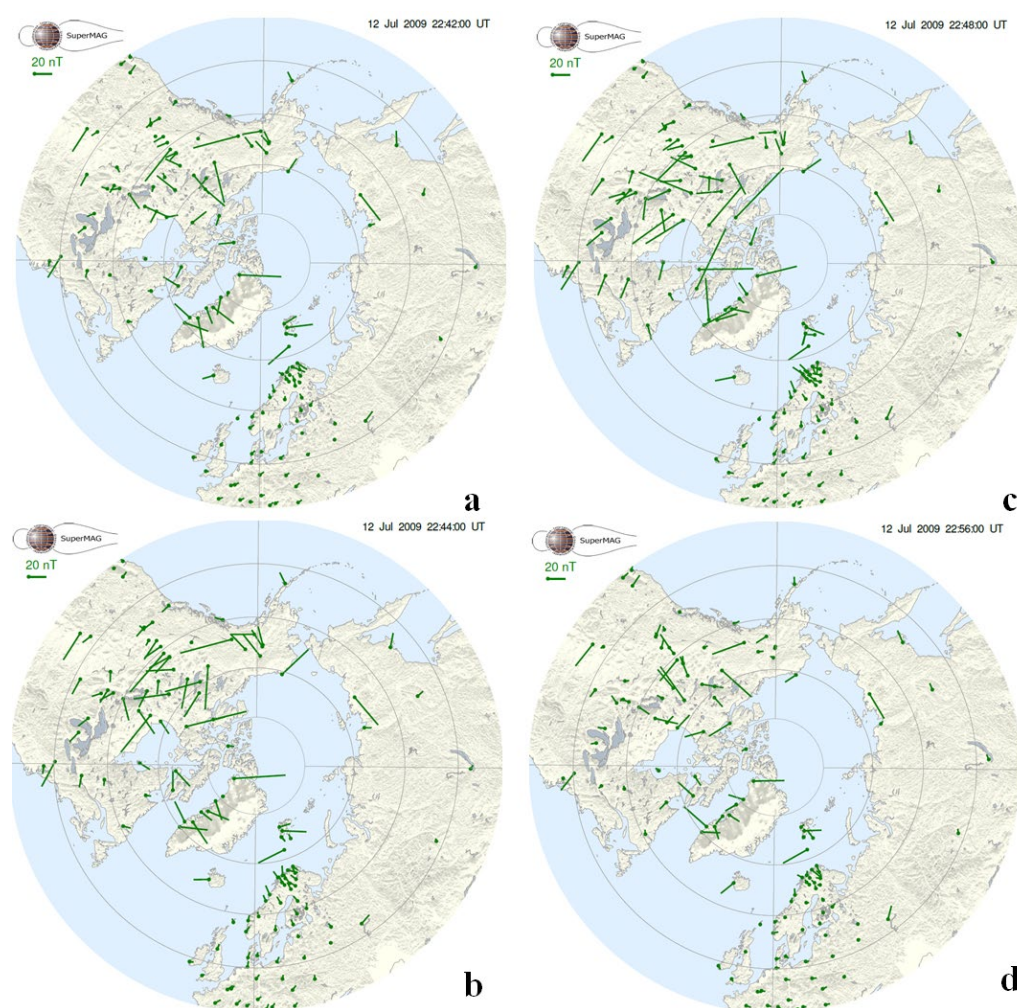 SuperMAG
12 Jul 2009 22:42:00 UT
20 nT
a
SuperMAG
12 Jul 2009 22:48:00 UT
20 nT
c
SuperMAG
12 Jul 2009 22:44:00 UT
20 nT
b
SuperMAG
12 Jul 2009 22:56:00 UT
20 nT
d